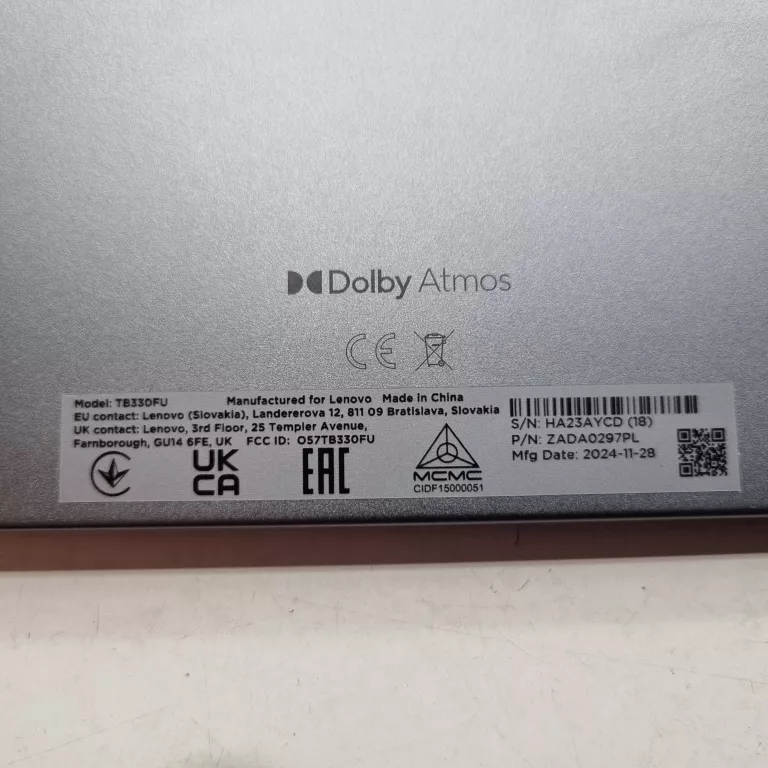 Dolby Atmos
CE
Model: TB330FU Manufactured for Lenovo Made in China
EU contact: Lenovo (Slovakia), Landererova 12, 811 09 Bratislava, Slovakia
UK contact: Lenovo, 3rd Floor, 25 Templer Avenue,
Farnborough, GU14 6FE, UK FCC ID: O57TB330FU
UK
CA
EAC
MCMC
CIDF15000051
S/N: HA23AYCD (18)
P/N: ZADA0297PL
Mfg Date: 2024-11-28